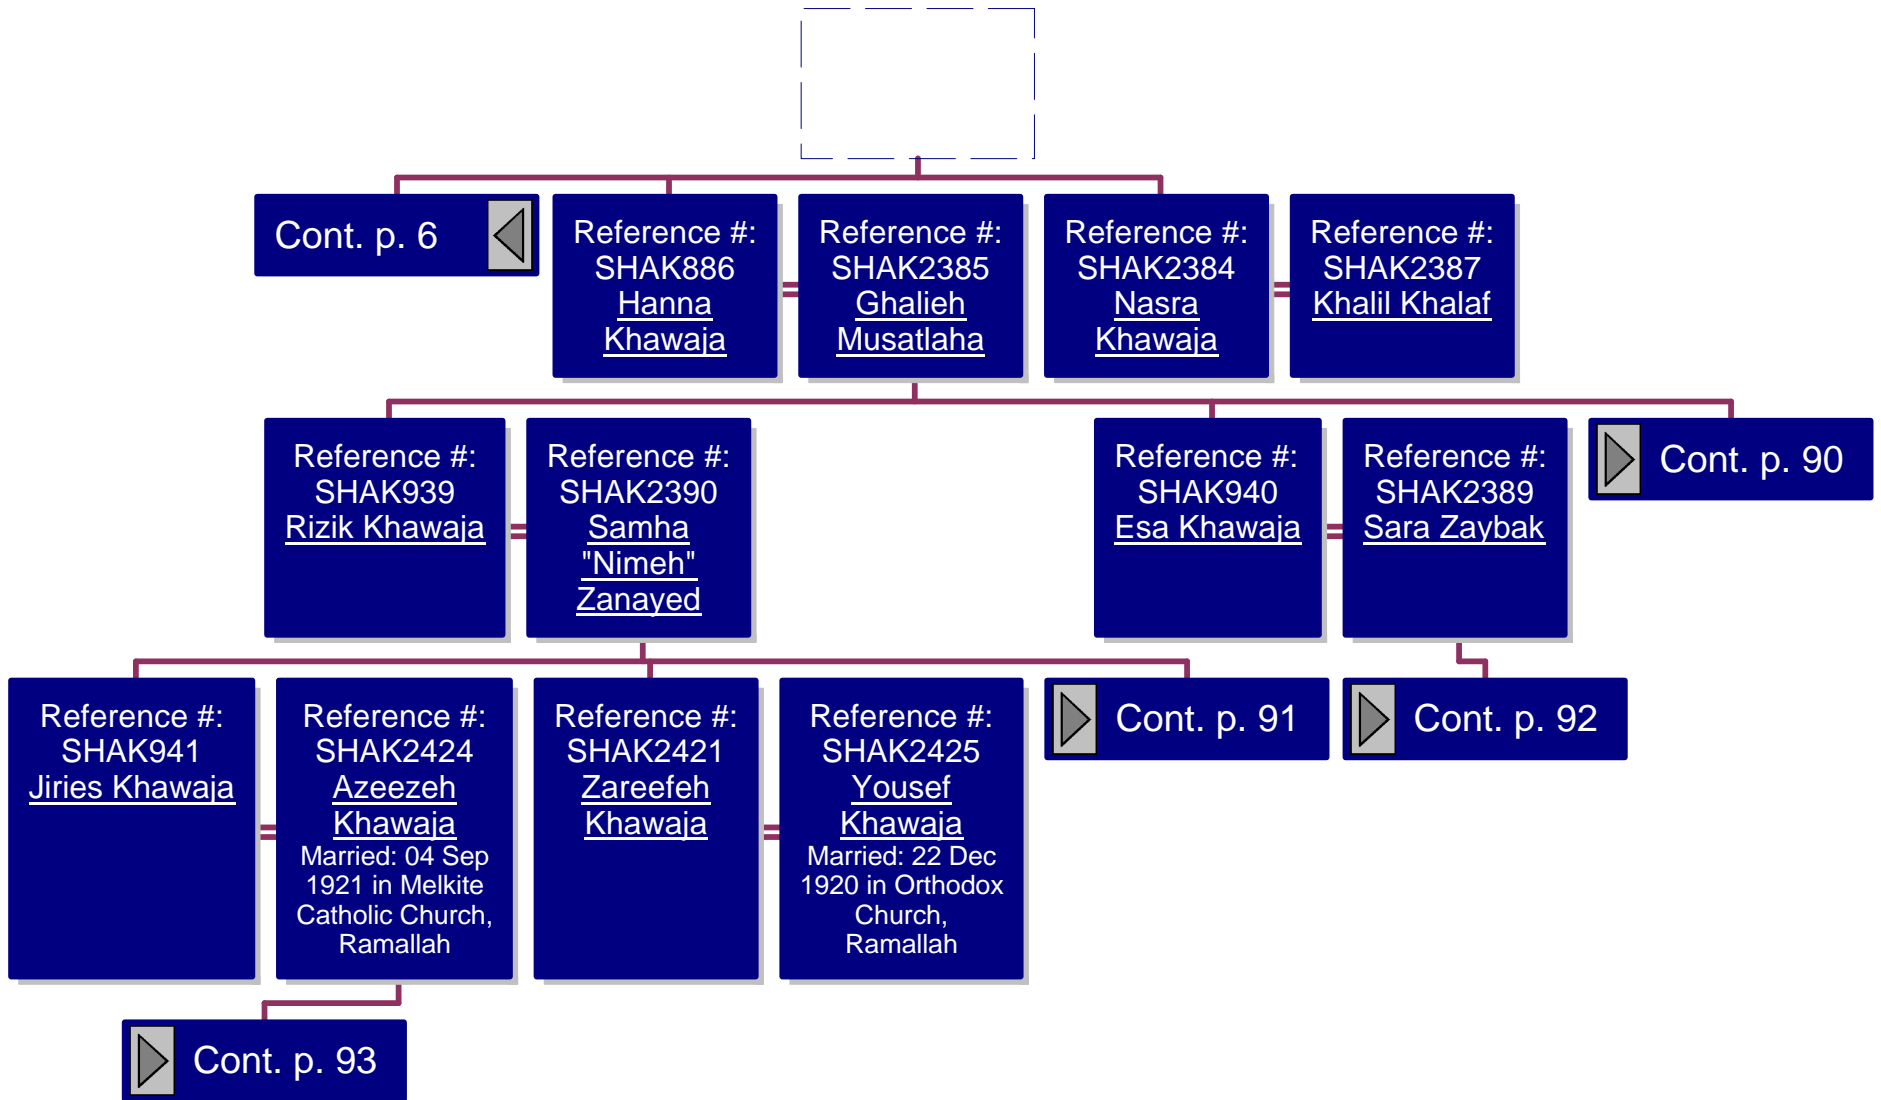 Cont. p. 6
Reference #:
SHAK886
Hanna
Khawaja
Reference #:
SHAK2385
Ghalieh
Musatlaha
Reference #:
SHAK2384
Nasra
Khawaja
Reference #:
SHAK2387
Khalil Khalaf
Reference #:
SHAK939
Rizik Khawaja
Reference #:
SHAK2390
Samha
"Nimeh"
Zanayed
Reference #:
SHAK940
Esa Khawaja
Reference #:
SHAK2389
Sara Zaybak
Cont. p. 90
Reference #:
SHAK941
Jiries Khawaja
Reference #:
SHAK2424
Azeezeh
Khawaja
Married: 04 Sep
1921 in Melkite
Catholic Church,
Ramallah
Reference #:
SHAK2421
Zareefeh
Khawaja
Reference #:
SHAK2425
Yousef
Khawaja
Married: 22 Dec
1920 in Orthodox
Church,
Ramallah
Cont. p. 91
Cont. p. 92
Cont. p. 93